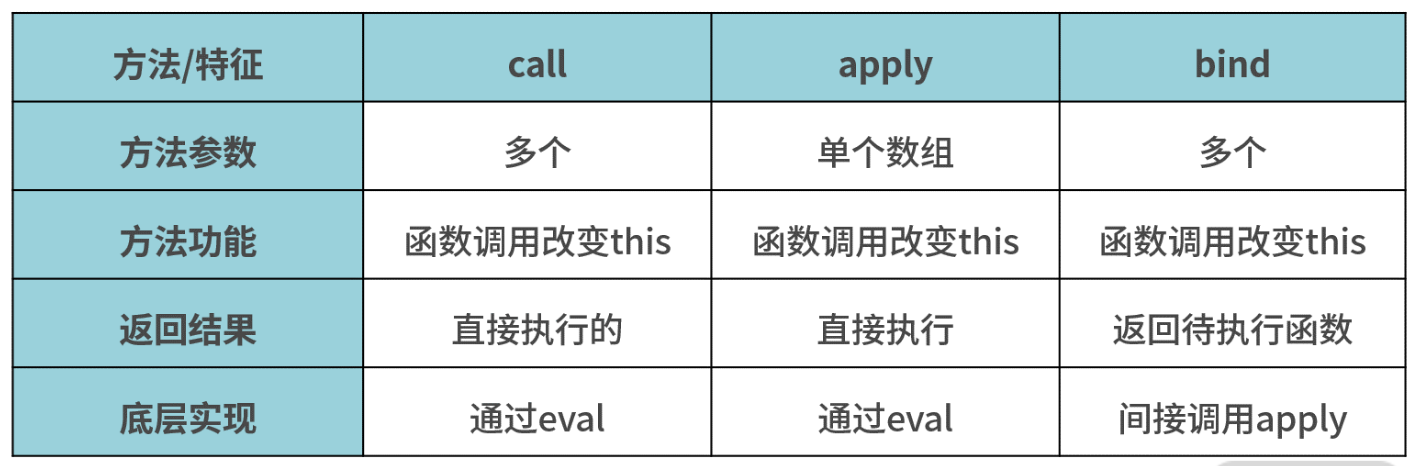 方法/特征 call apply bind
方法参数 多个 单个数组 多个
方法功能 函数调用改变this 函数调用改变this 函数调用改变this
返回结果 直接执行的 直接执行 返回待执行函数
底层实现 通过eval 通过eval 间接调用apply